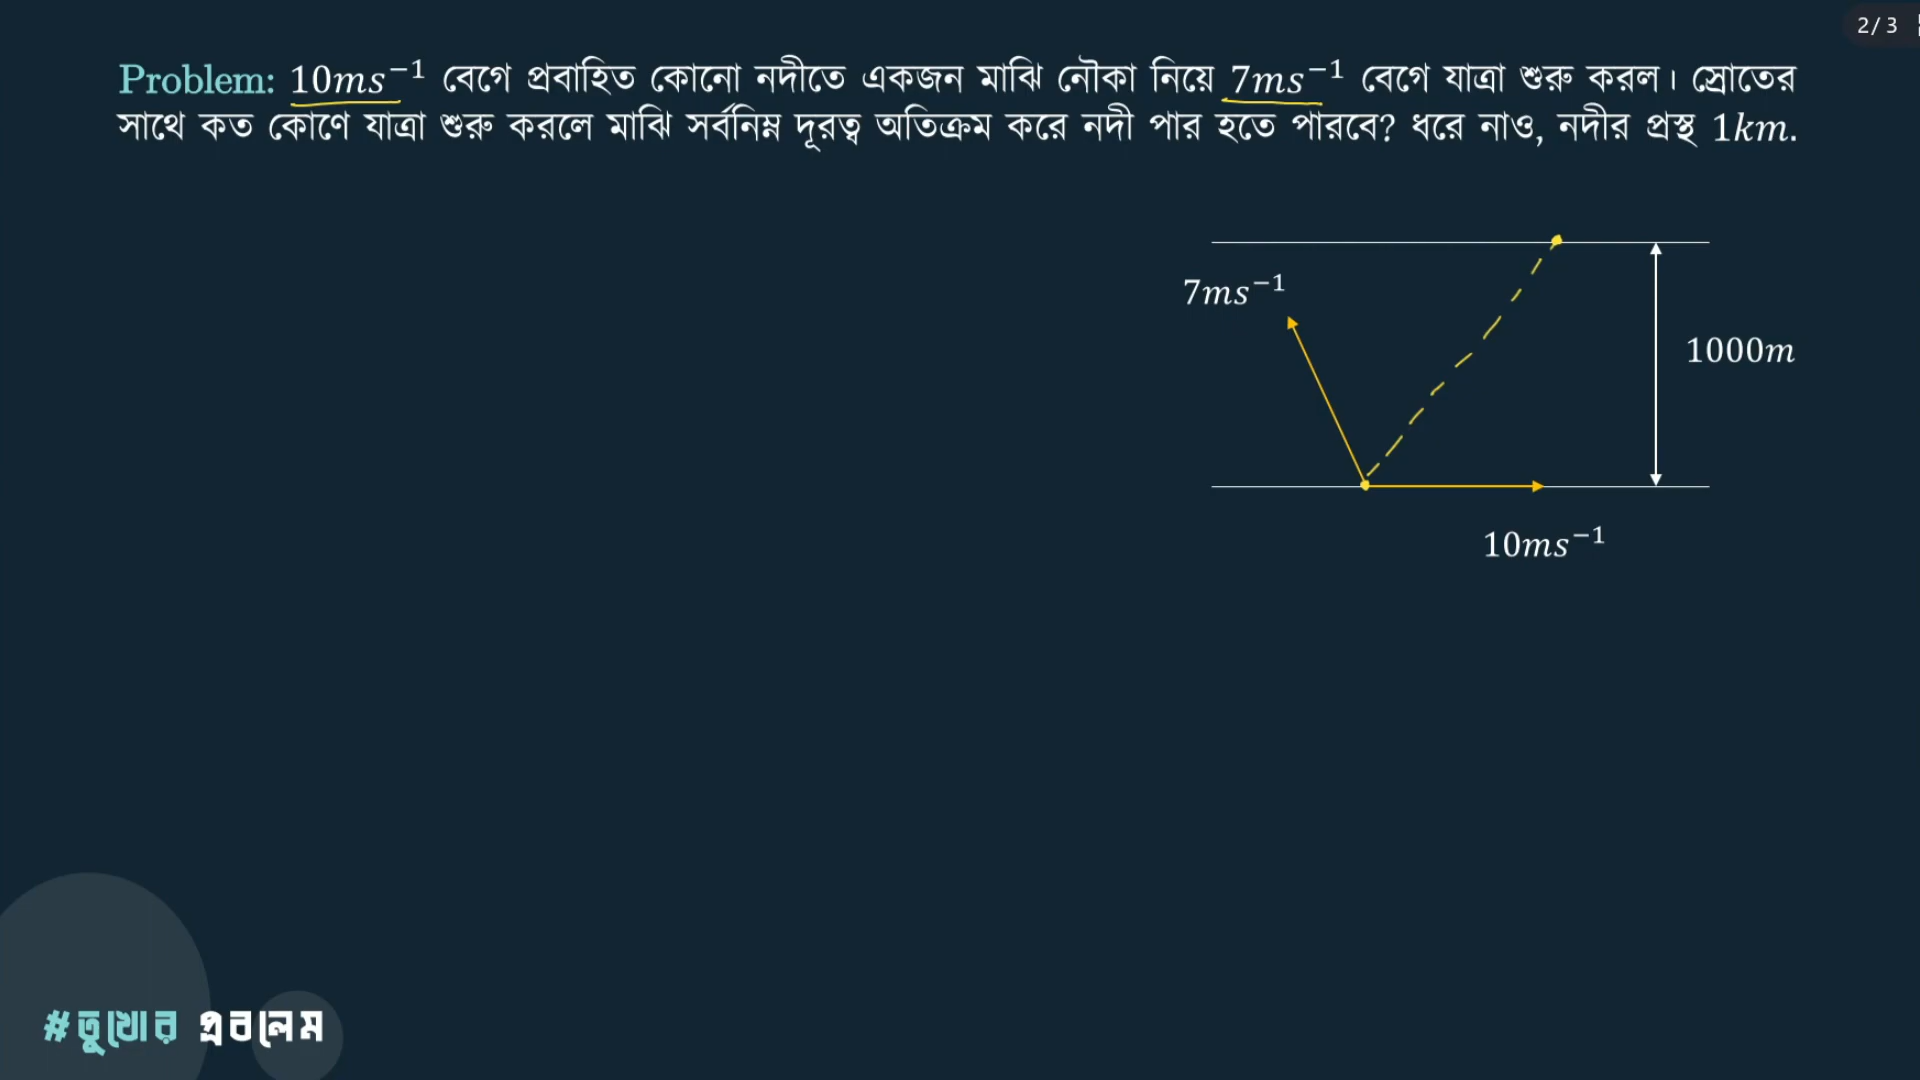 2/ 3
Problem: 10ms⁻¹ বেগে প্রবাহিত কোনো নদীতে একজন মাঝি নৌকা নিয়ে 7ms⁻¹ বেগে যাত্রা শুরু করল। স্রোতের
সাথে কত কোণে যাত্রা শুরু করলে মাঝি সর্বনিম্ন দূরত্ব অতিক্রম করে নদী পার হতে পারবে? ধরে নাও, নদীর প্রস্থ 1km.
7ms⁻¹
1000m
10ms⁻¹
#তুখোর প্রবলেম